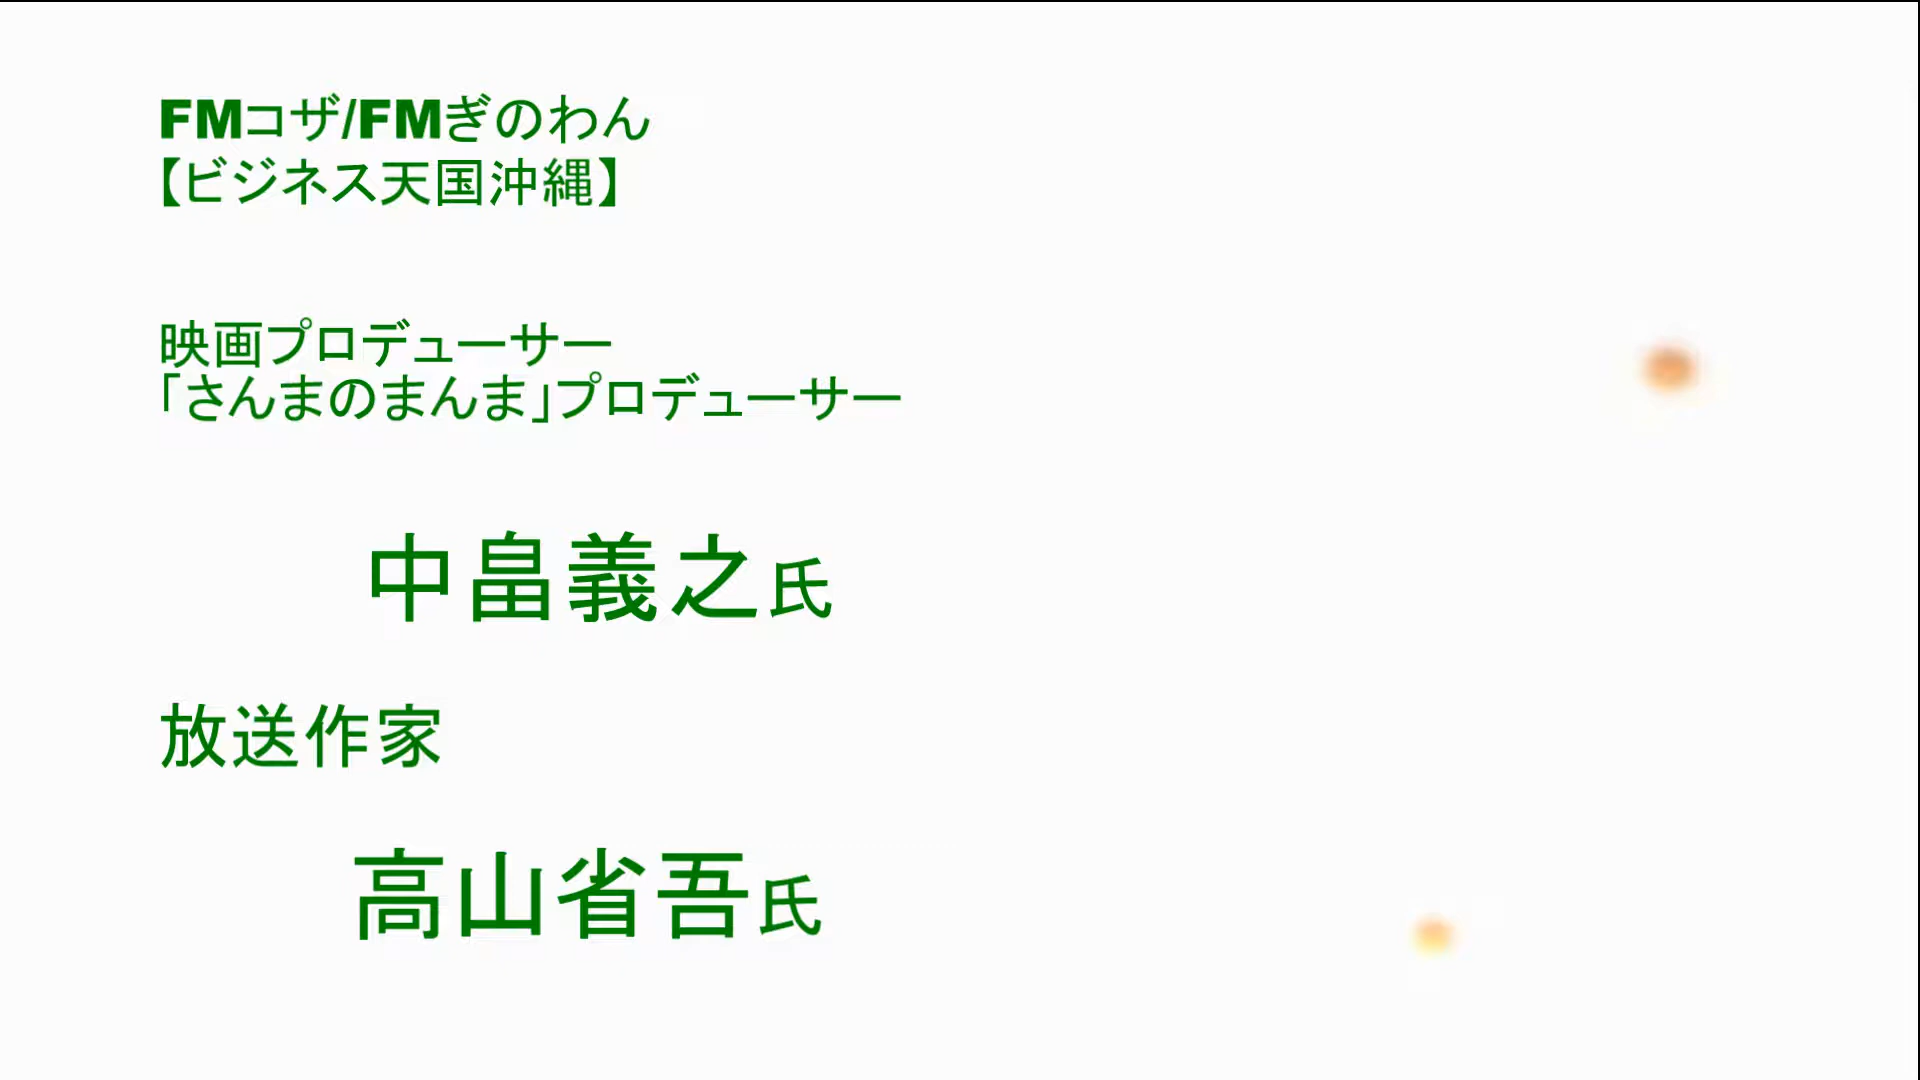 FMコザ/FMぎのわん
【ビジネス天国沖縄】
映画プロデューサー
「さんまのまんま」プロデューサー
中畠義之氏
放送作家
高山省吾氏